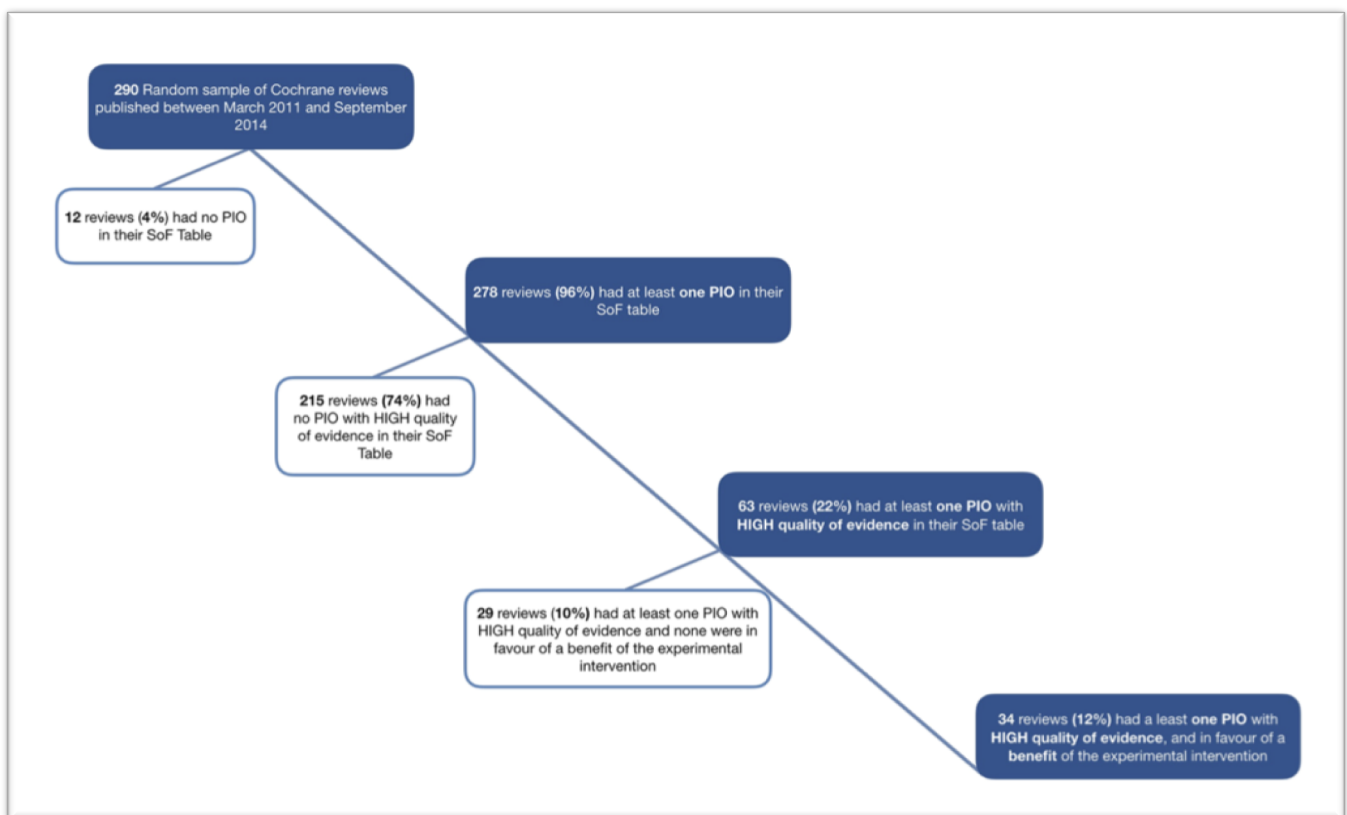 290 Random sample of Cochrane reviews
published between March 2011 and September
2014
12 reviews (4%) had no PIO
in their SoF Table
278 reviews (96%) had at least one PIO in their
SoF table
215 reviews (74%) had
no PIO with HIGH quality
of evidence in their SoF
Table
63 reviews (22%) had at least one PIO with
HIGH quality of evidence in their SoF table
29 reviews (10%) had at least one PIO with
HIGH quality of evidence and none were in
favour of a benefit of the experimental
intervention
34 reviews (12%) had a least one PIO with
HIGH quality of evidence, and in favour of a
benefit of the experimental intervention